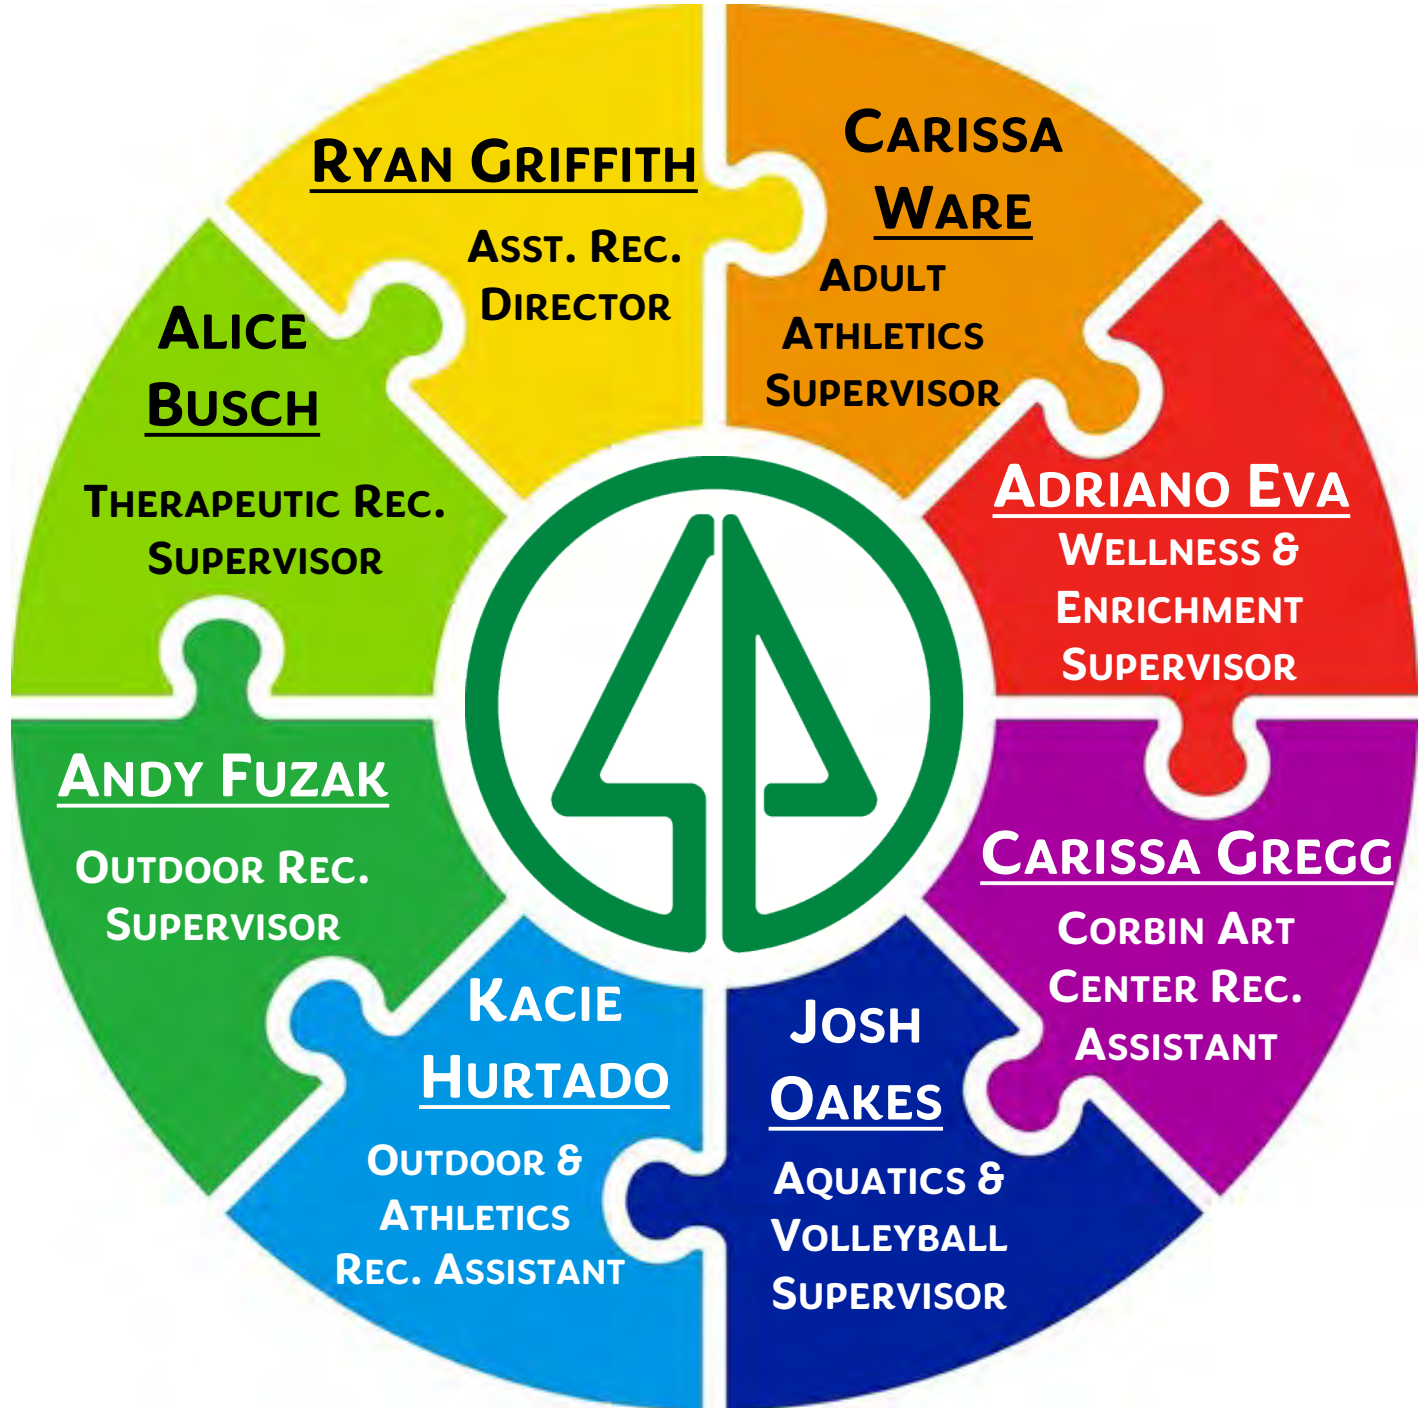 Ryan Griffith
Asst. Rec.
Director
Carissa
Ware
Adult
Athletics
Supervisor
Adriano Eva
Wellness &
Enrichment
Supervisor
Carissa Gregg
Corbin Art
Center Rec.
Assistant
Josh
Oakes
Aquatics &
Volleyball
Supervisor
Kacie
Hurtado
Outdoor &
Athletics
Rec. Assistant
Andy Fuzak
Outdoor Rec.
Supervisor
Alice
Busch
Therapeutic Rec.
Supervisor